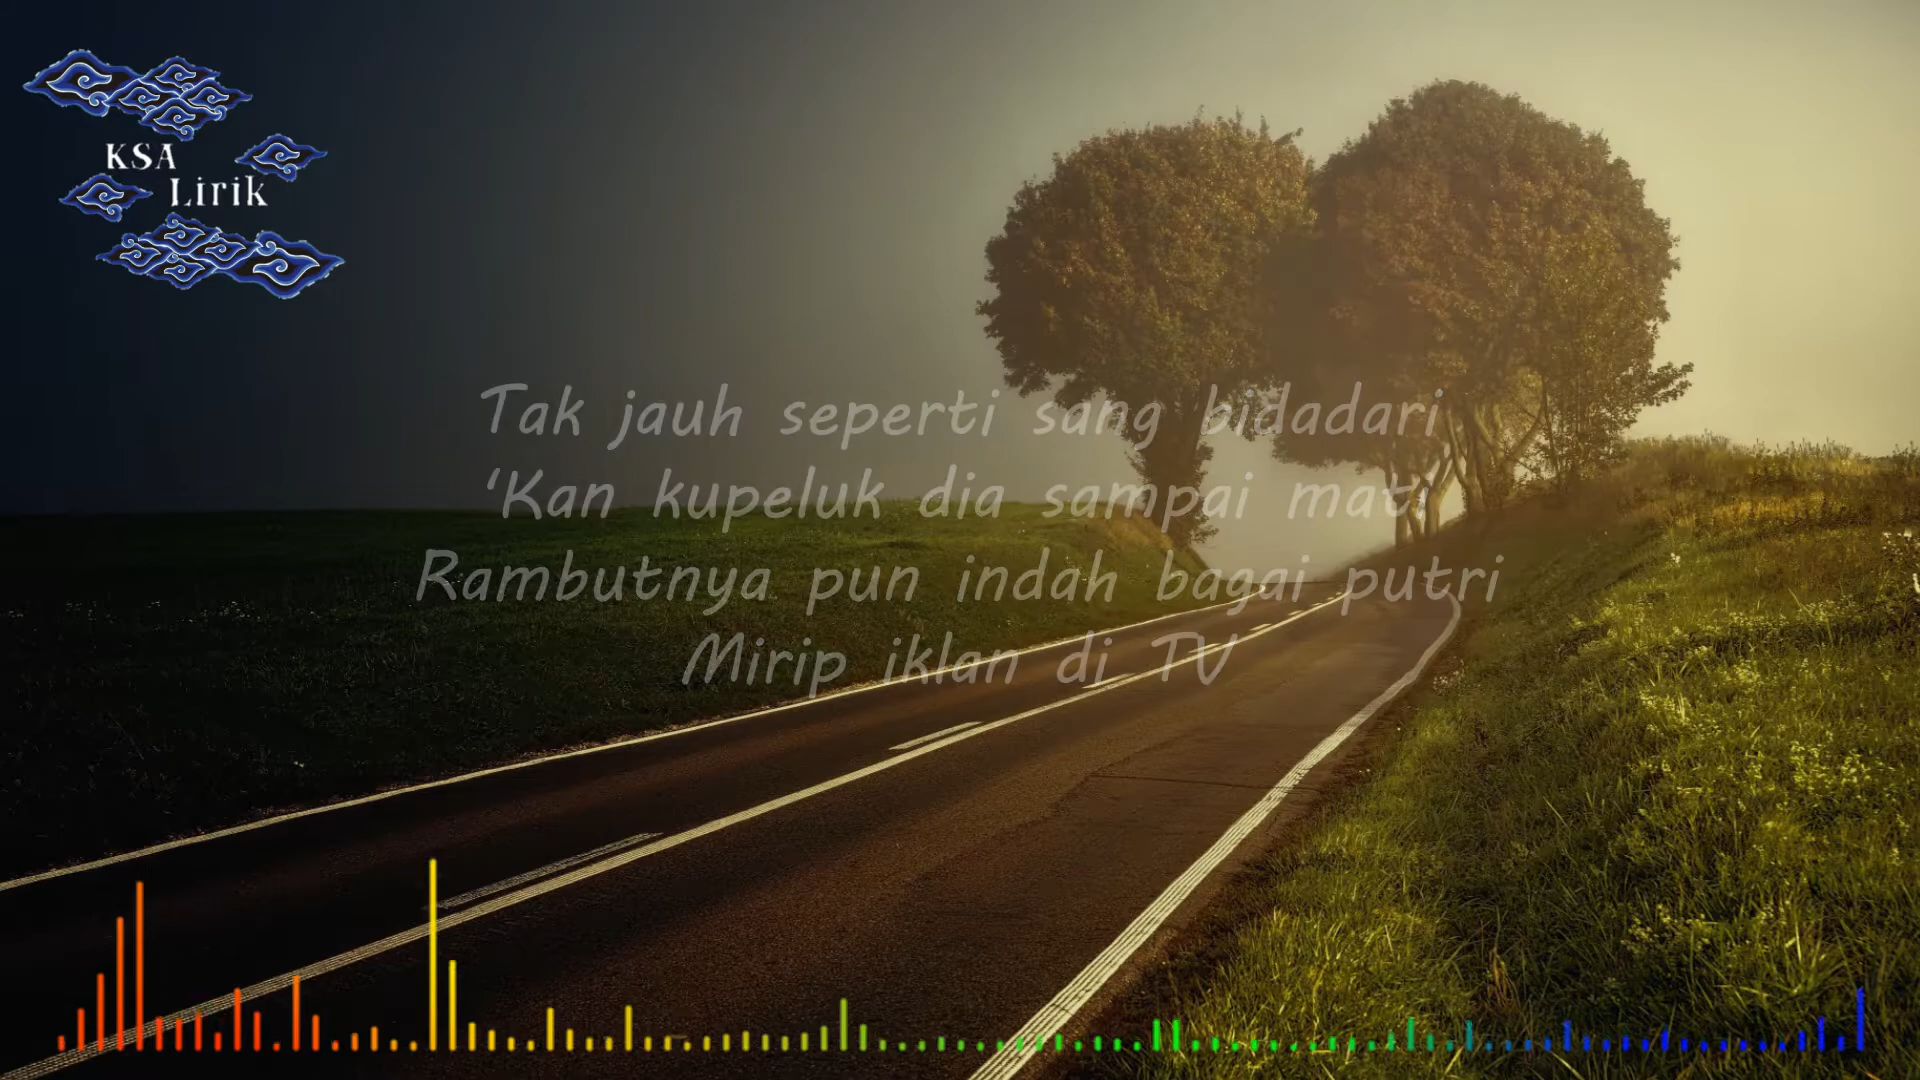 KSA
Lirik
Tak jauh seperti sang bidadari
‘Kan kupeluk dia sampai mati
Rambutnya pun indah bagai putri
Mirip iklan di TV